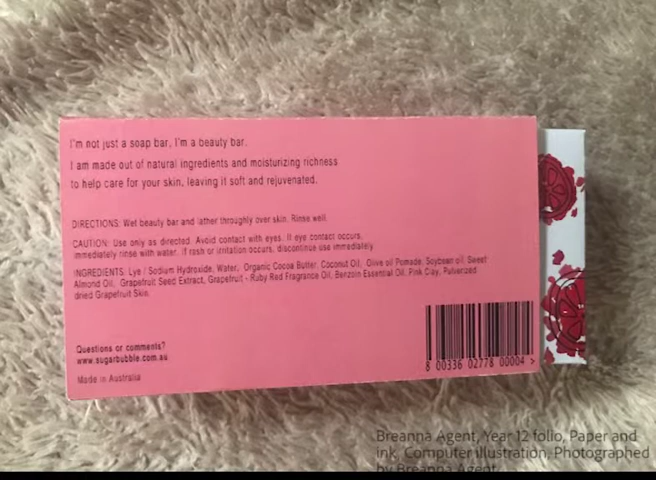 I'm not just a soap bar, I'm a beauty bar.
I am made out of natural ingredients and moisturizing richness
to help care for your skin, leaving it soft and rejuvenated.
DIRECTIONS: Wet beauty bar and lather throughly over skin. Rinse well.
CAUTION: Use only as directed. Avoid contact with eyes. If eye contact occurs,
immediately rinse with water. If rash or irritation occurs, discontinue use immediately
INGREDIENTS: Lye / Sodium Hydroxide, Water, Organic Cocoa Butter, Coconut Oil, Olive oil Pomade, Soybean oil, Sweet
Almond Oil, Grapefruit Seed Extract, Grapefruit - Ruby Red Fragrance Oil, Benzoin Essential Oil, Pink Clay, Pulverized
dried Grapefruit Skin.
Questions or comments?
www.sugarbubble.com.au
Made in Australia
8 00336 02778 00004 >
Breanna Agent, Year 12 folio, Paper and
ink, Computer illustration, Photographed
by Breanna Agent